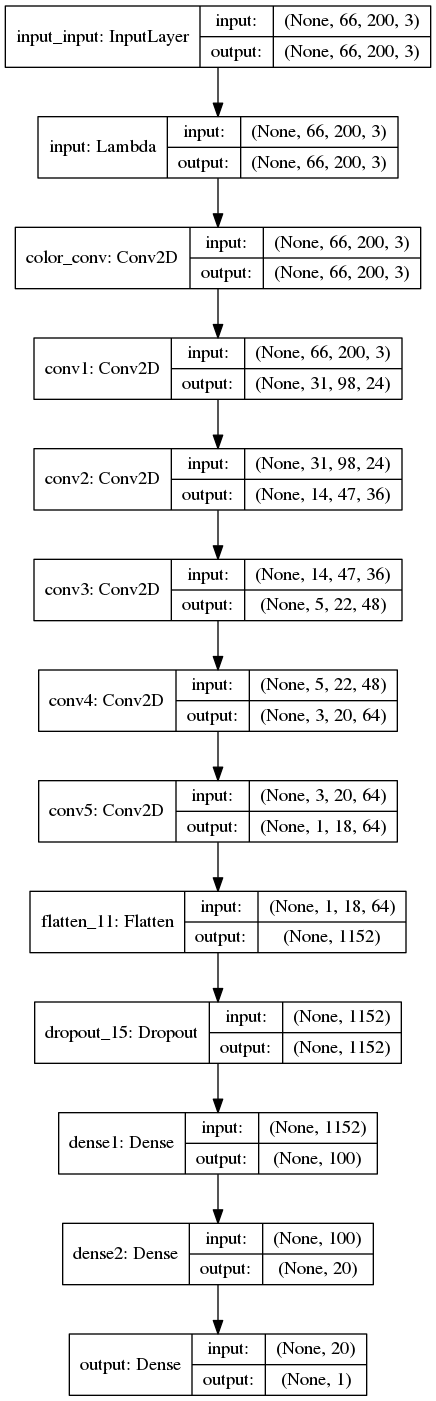 input_input: InputLayer
input: (None, 66, 200, 3)
output: (None, 66, 200, 3)
input: Lambda
input: (None, 66, 200, 3)
output: (None, 66, 200, 3)
color_conv: Conv2D
input: (None, 66, 200, 3)
output: (None, 66, 200, 3)
conv1: Conv2D
input: (None, 66, 200, 3)
output: (None, 31, 98, 24)
conv2: Conv2D
input: (None, 31, 98, 24)
output: (None, 14, 47, 36)
conv3: Conv2D
input: (None, 14, 47, 36)
output: (None, 5, 22, 48)
conv4: Conv2D
input: (None, 5, 22, 48)
output: (None, 3, 20, 64)
conv5: Conv2D
input: (None, 3, 20, 64)
output: (None, 1, 18, 64)
flatten_11: Flatten
input: (None, 1, 18, 64)
output: (None, 1152)
dropout_15: Dropout
input: (None, 1152)
output: (None, 1152)
dense1: Dense
input: (None, 1152)
output: (None, 100)
dense2: Dense
input: (None, 100)
output: (None, 20)
output: Dense
input: (None, 20)
output: (None, 1)